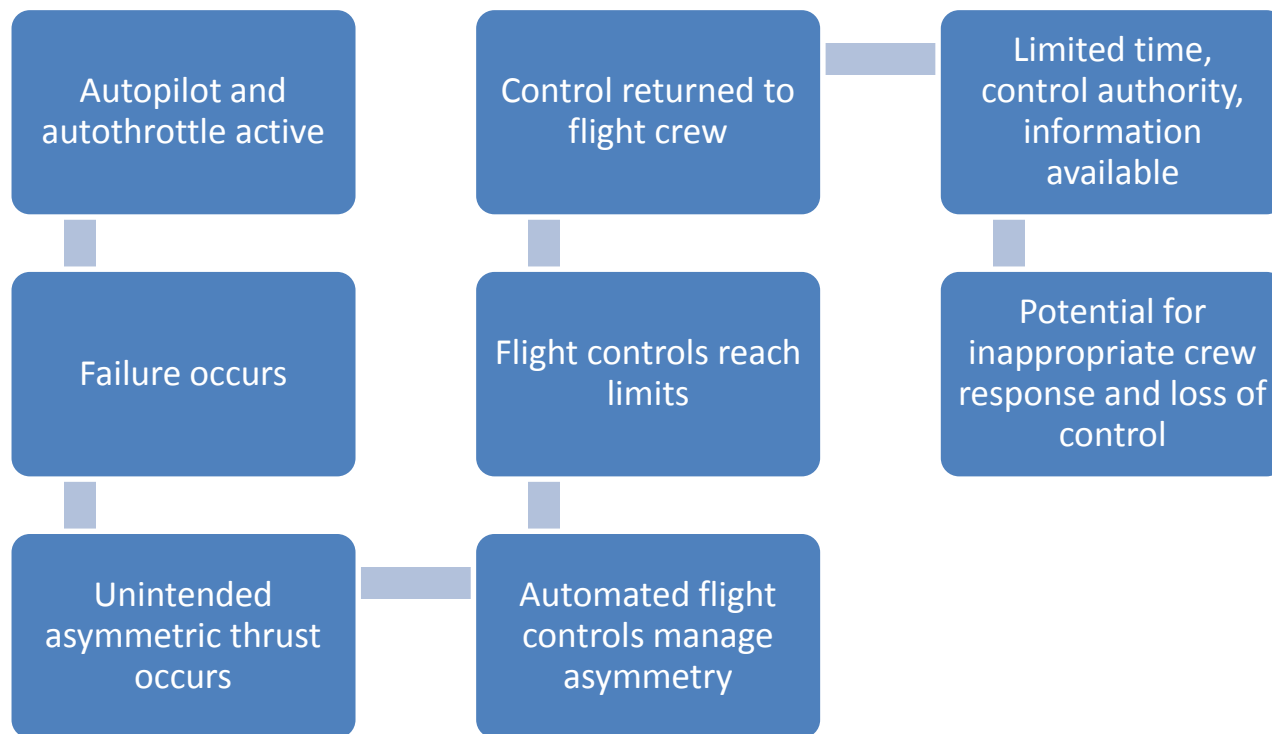 Autopilot and
autothrottle active
Failure occurs
Unintended
asymmetric thrust
occurs
Automated flight
controls manage
asymmetry
Flight controls reach
limits
Control returned to
flight crew
Limited time,
control authority,
information
available
Potential for
inappropriate crew
response and loss of
control